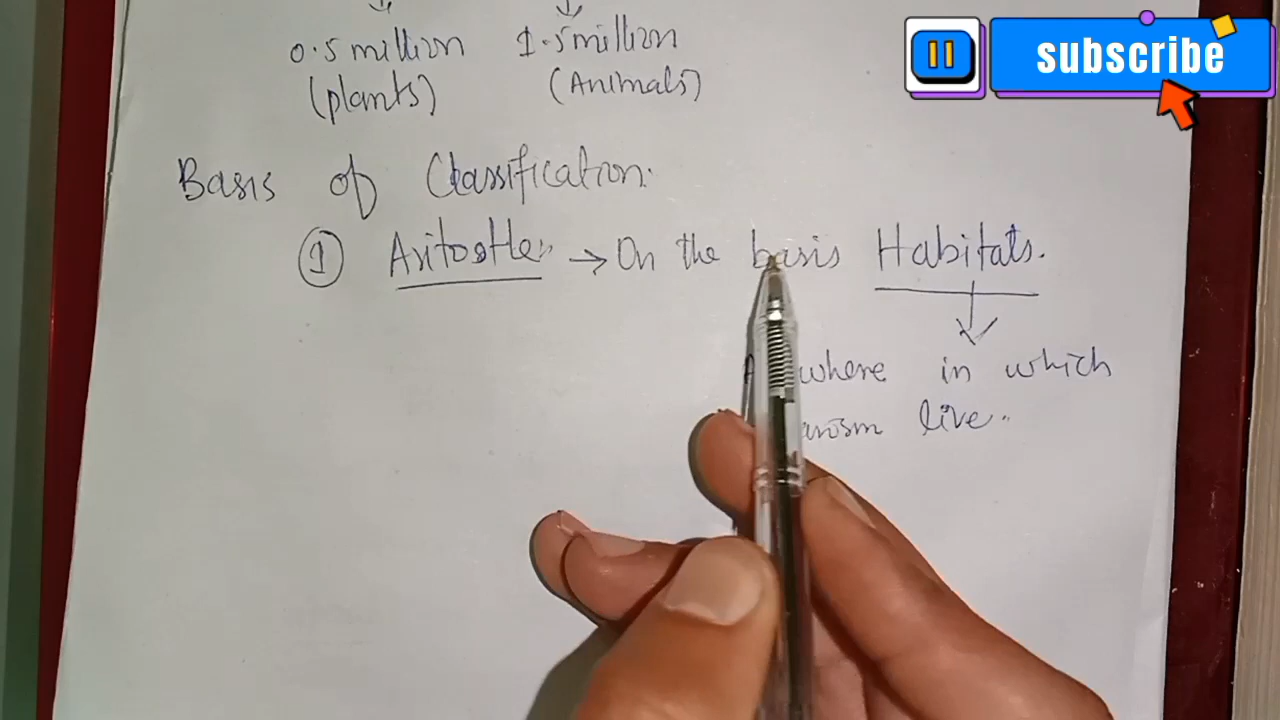 0.5 million 1.5 million
(plants) (Animals)
subscribe
Basis of Classification.
① Aritostler → On the basis Habitats.
where in which
live..